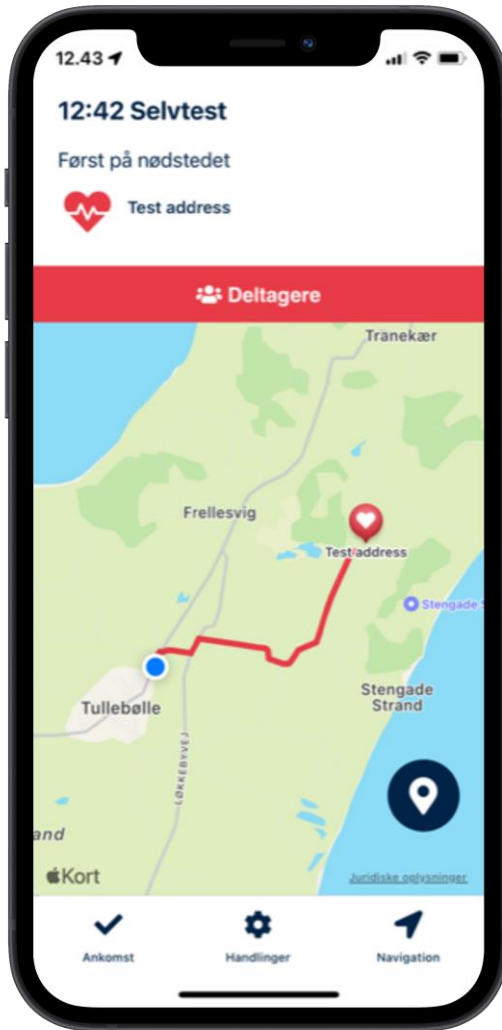 12.43
12:42 Selvtest
Først på nødstedet
Test address
Deltagere
Tranekær
Frellesvig
Test address
Stengade S
Stengade
Strand
Tullebølle
LØKKEBYVEJ
and
Kort
Juridiske oplysninger
Ankomst
Handlinger
Navigation